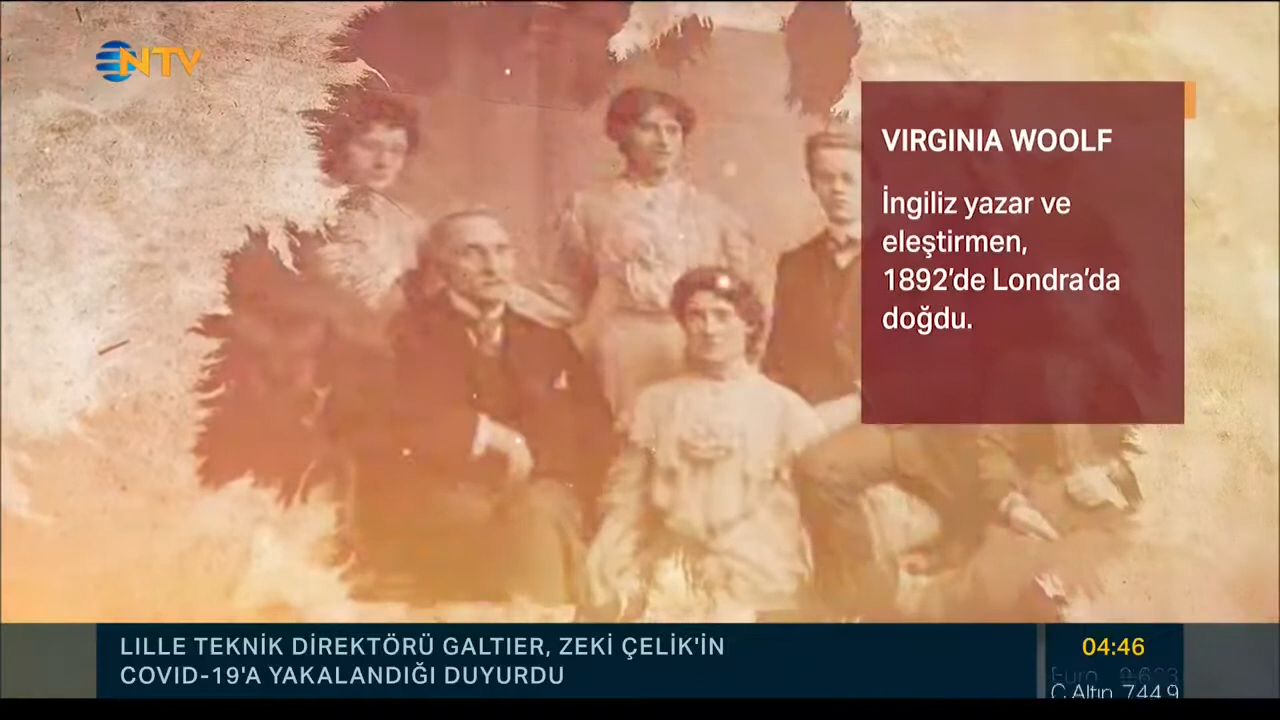 NTV
VIRGINIA WOOLF
İngiliz yazar ve
eleştirmen,
1892’de Londra’da
doğdu.
LILLE TEKNİK DİREKTÖRÜ GALTIER, ZEKİ ÇELİK'İN
COVID-19'A YAKALANDIĞI DUYURDU
04:46
Euro
Ç.Altın 744.9